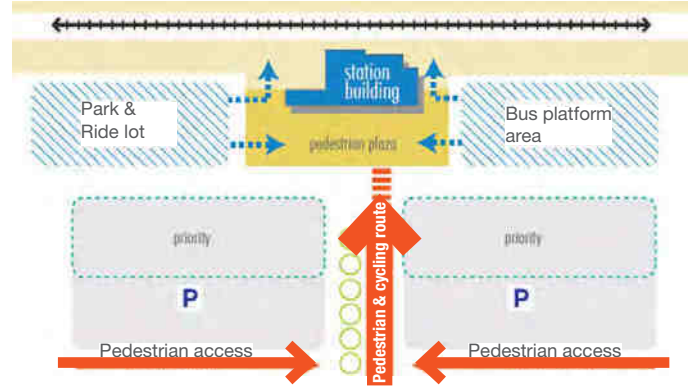 station
building
Park &
Ride lot
Bus platform
area
pedestrian plaza
priority
priority
Pedestrian & cycling route
P
P
Pedestrian access
Pedestrian access